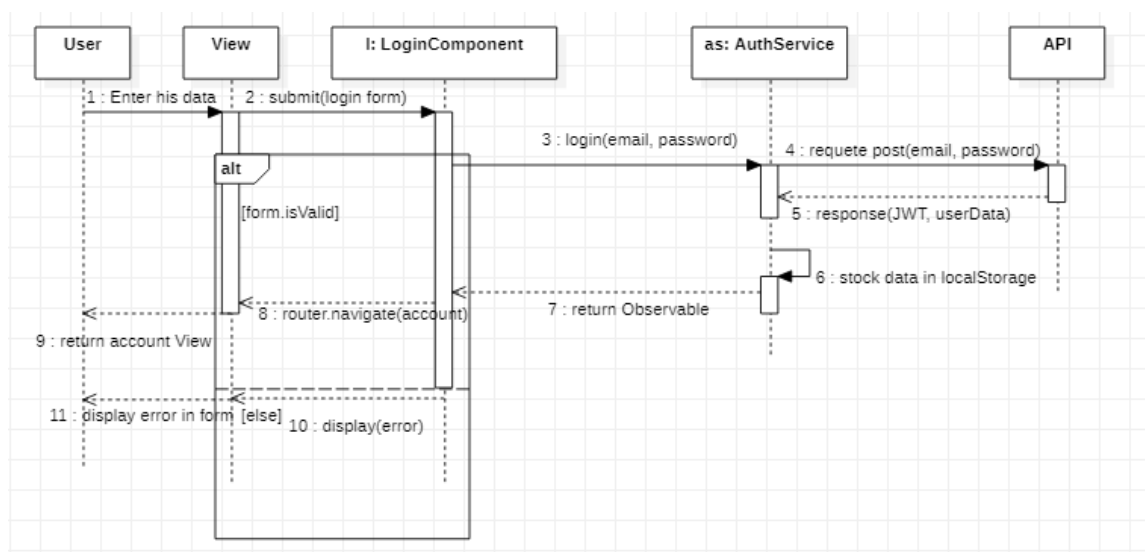 User
View
l: LoginComponent
as: AuthService
API
1 : Enter his data
2 : submit(login form)
3 : login(email, password)
4 : requete post(email, password)
alt
[form.isValid]
5 : response(JWT, userData)
6 : stock data in localStorage
7 : return Observable
8 : router.navigate(account)
9 : return account View
11 : display error in form
[else]
10 : display(error)